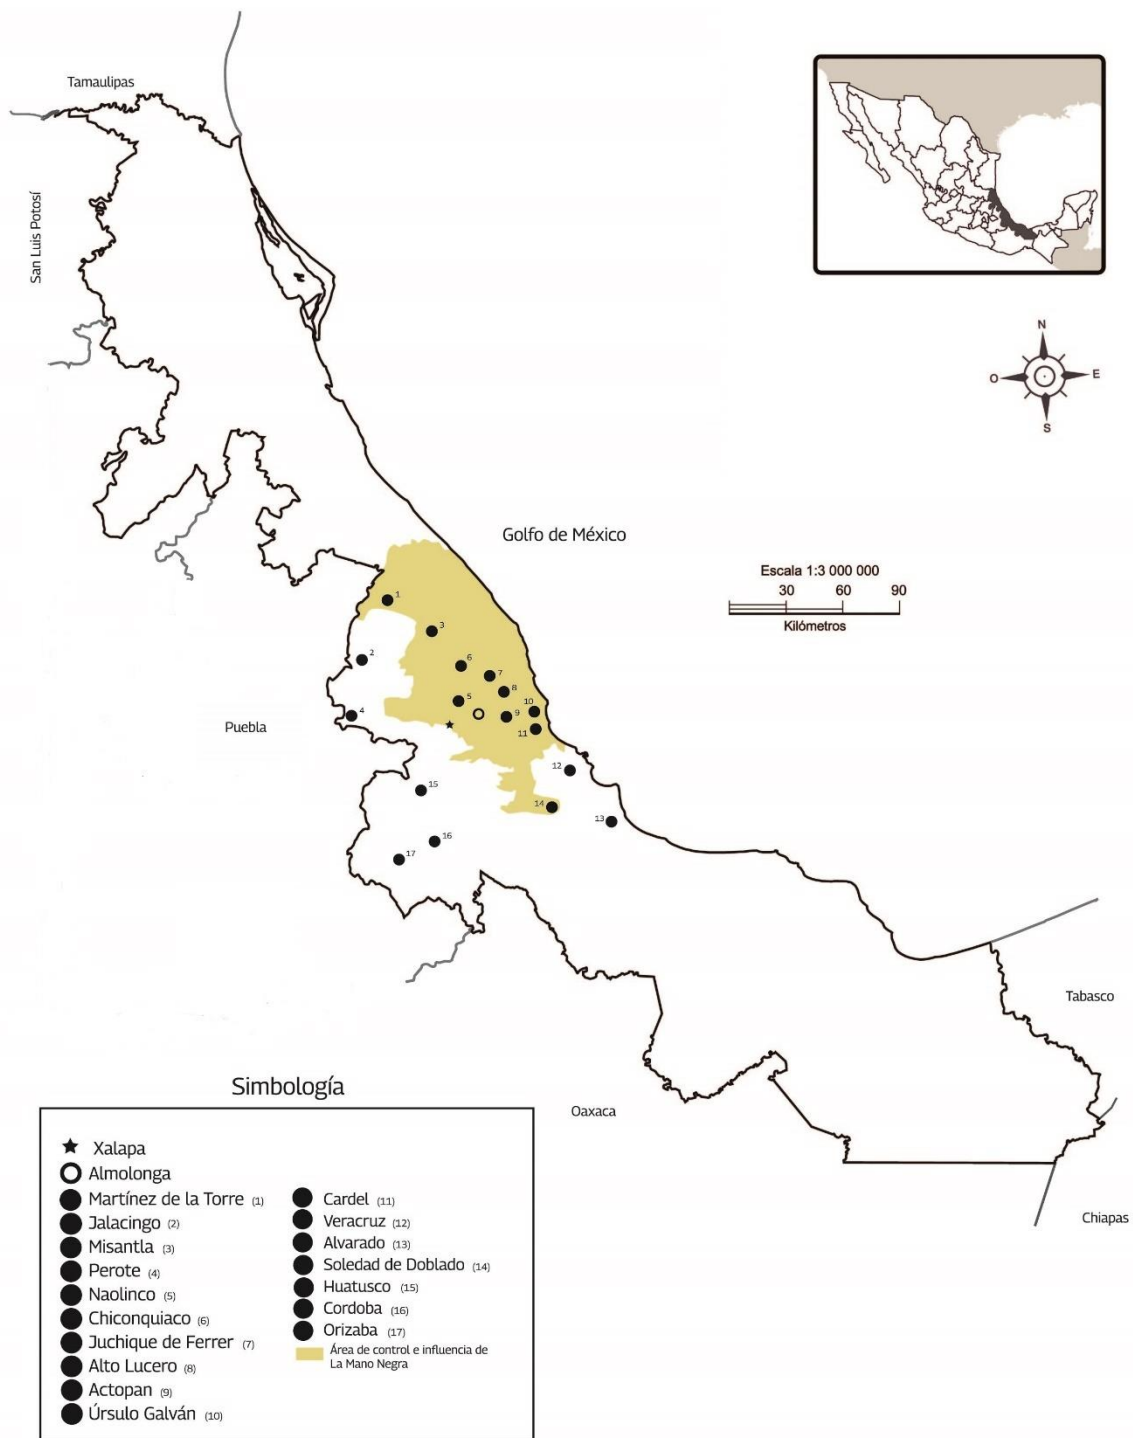 Tamaulipas
San Luis Potosí
N
O
E
S
Golfo de México
Escala 1:3 000 000
30 60 90
Kilómetros
1
3
2
6
7
8
5
10
4
9
11
Puebla
12
15
14
13
16
17
Tabasco
Oaxaca
Chiapas
Simbología
Xalapa
Almolonga
Martínez de la Torre (1)
Jalacingo (2)
Misantla (3)
Perote (4)
Naolinco (5)
Chiconquiaco (6)
Juchique de Ferrer (7)
Alto Lucero (8)
Actopan (9)
Úrsulo Galván (10)
Cardel (11)
Veracruz (12)
Alvarado (13)
Soledad de Doblado (14)
Huatusco (15)
Cordoba (16)
Orizaba (17)
Área de control e influencia de
La Mano Negra